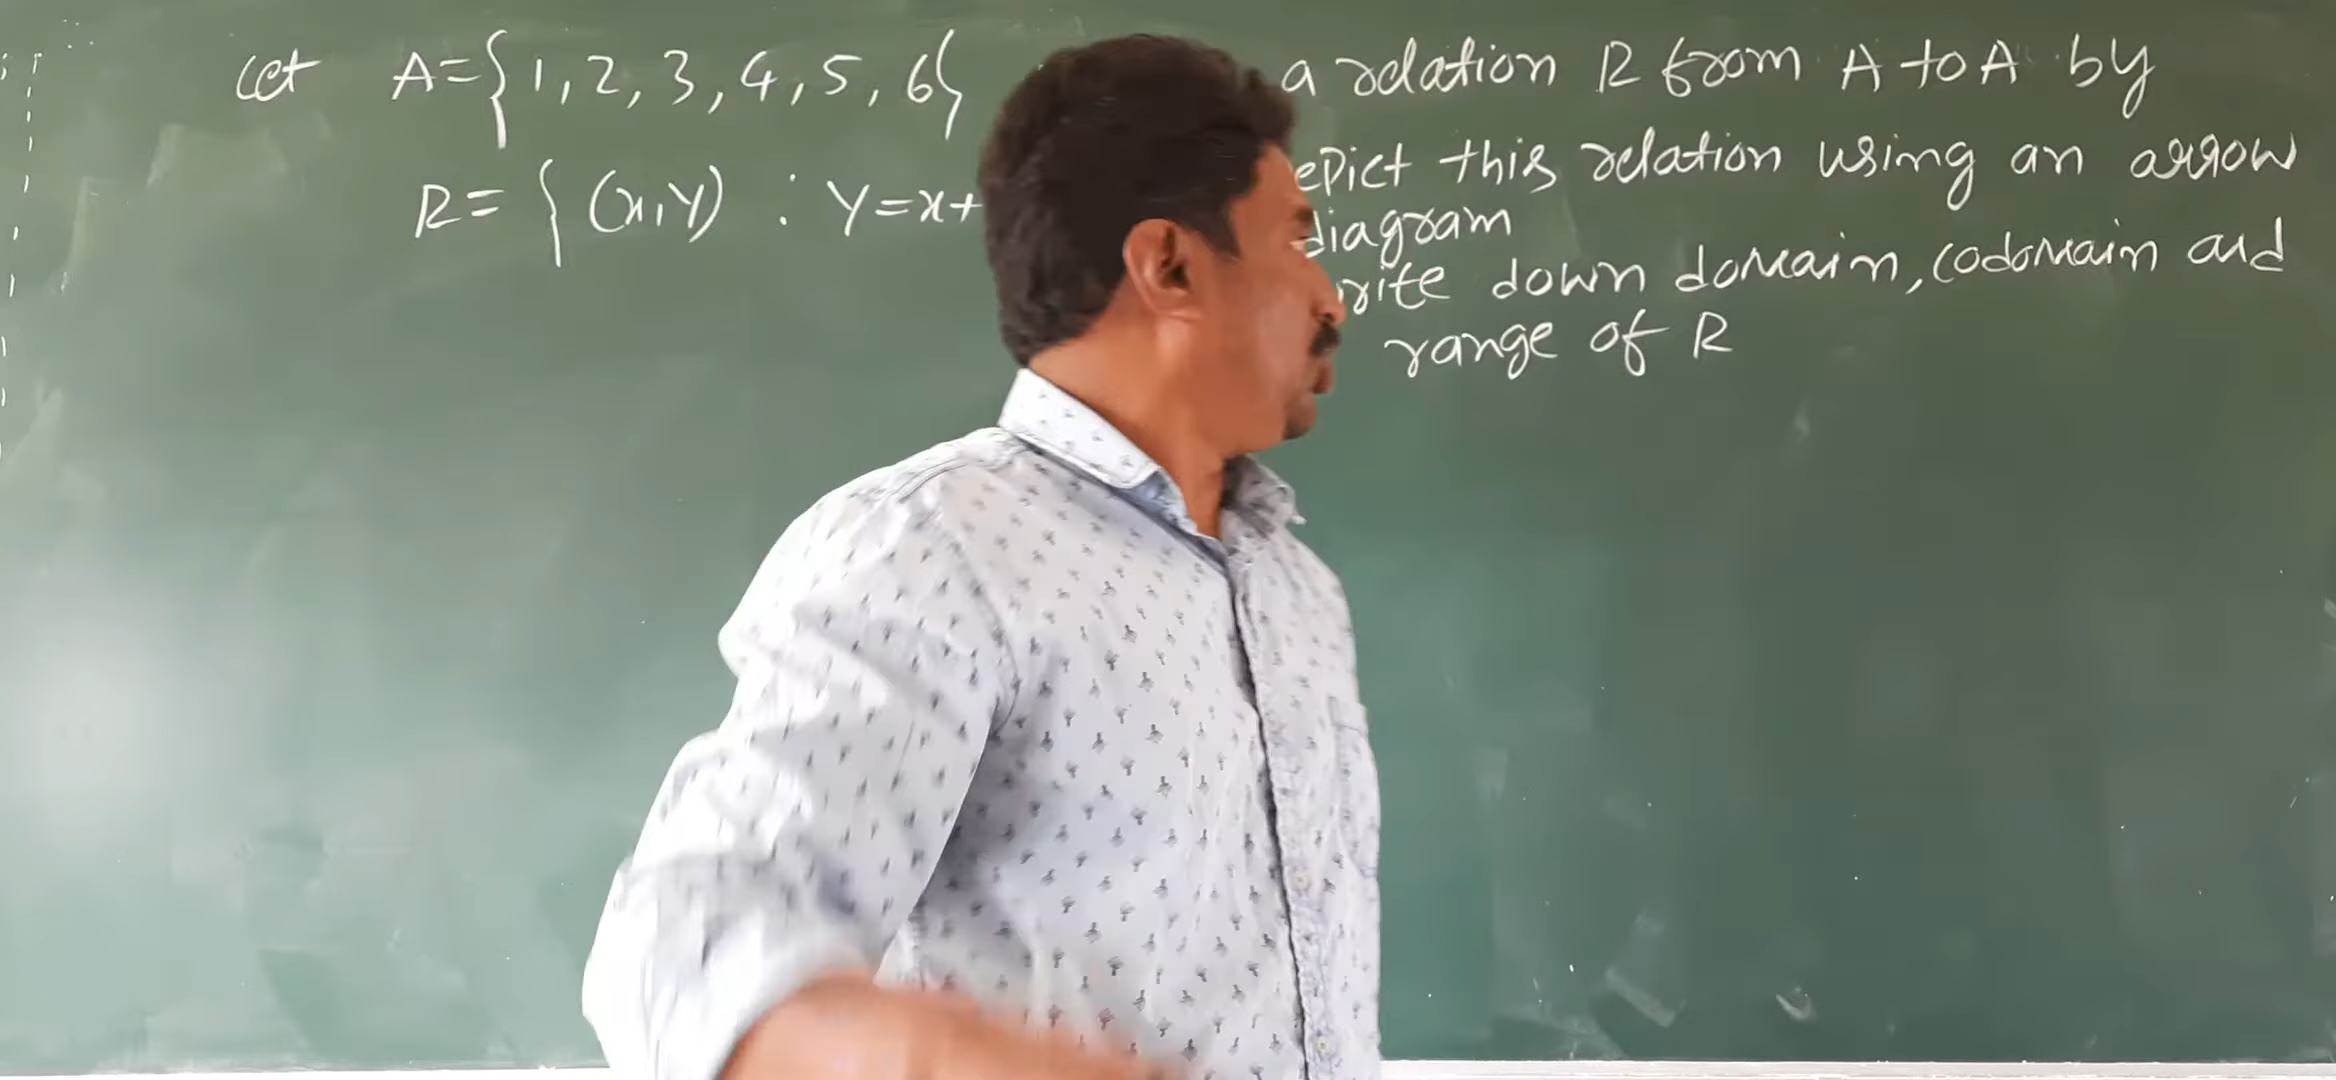 Let A={1, 2, 3, 4, 5, 6} a relation R from A to A by
R= { (x,y) : y=x+
epict this relation using an arrow
diagram
rite down domain, codomain and
range of R